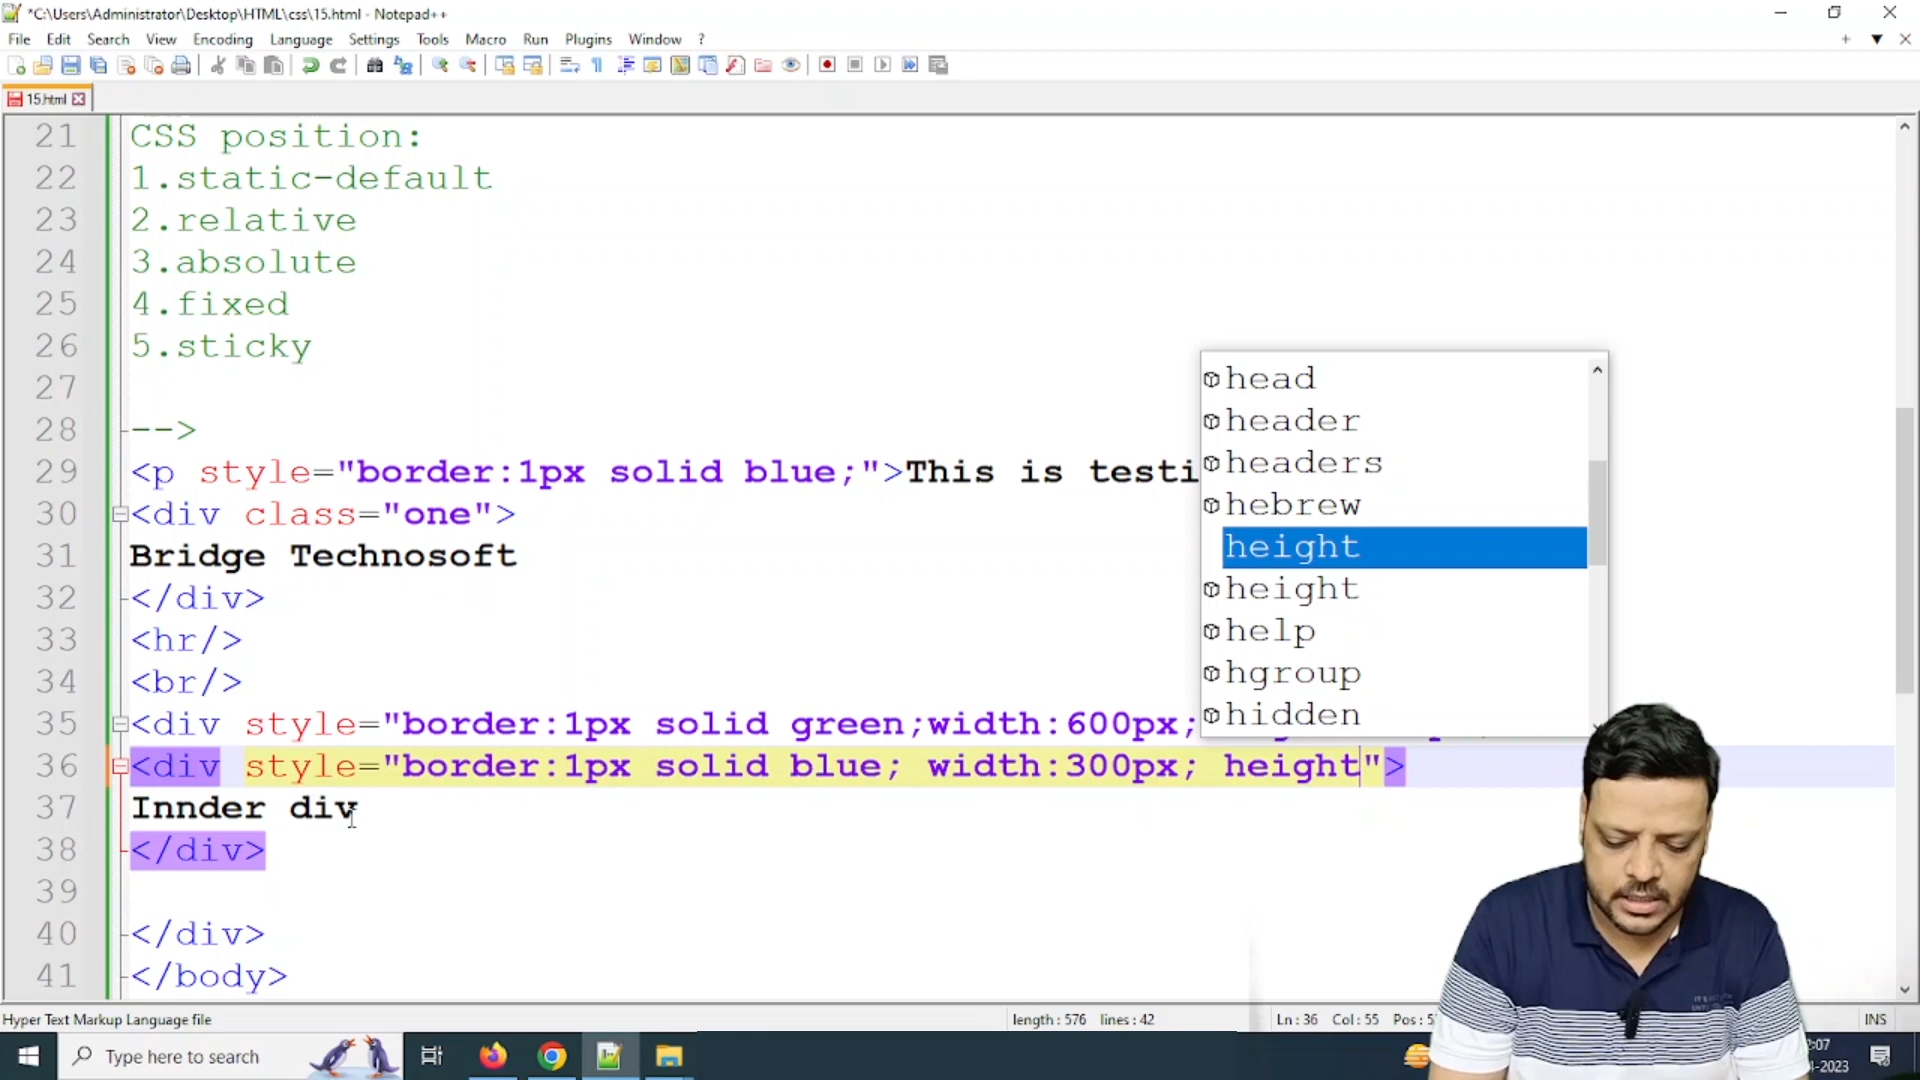 *C:\Users\Administrator\Desktop\HTML\css\15.html - Notepad++
File Edit Search View Encoding Language Settings Tools Macro Run Plugins Window ?
15.html
21 CSS position:
22 1.static-default
23 2.relative
24 3.absolute
25 4.fixed
26 5.sticky
27
28 -->
29 <p style="border:1px solid blue;">This is testi
30 <div class="one">
31 Bridge Technosoft
32 </div>
33 <hr/>
34 <br/>
35 <div style="border:1px solid green;width:600px;
36 <div style="border:1px solid blue; width:300px; height">
37 Innder div
38 </div>
39
40 </div>
41 </body>
head
header
headers
hebrew
height
height
help
hgroup
hidden
Hyper Text Markup Language file length : 576 lines : 42 Ln : 36 Col : 55 Pos : 5 INS
Type here to search
:07
-2023